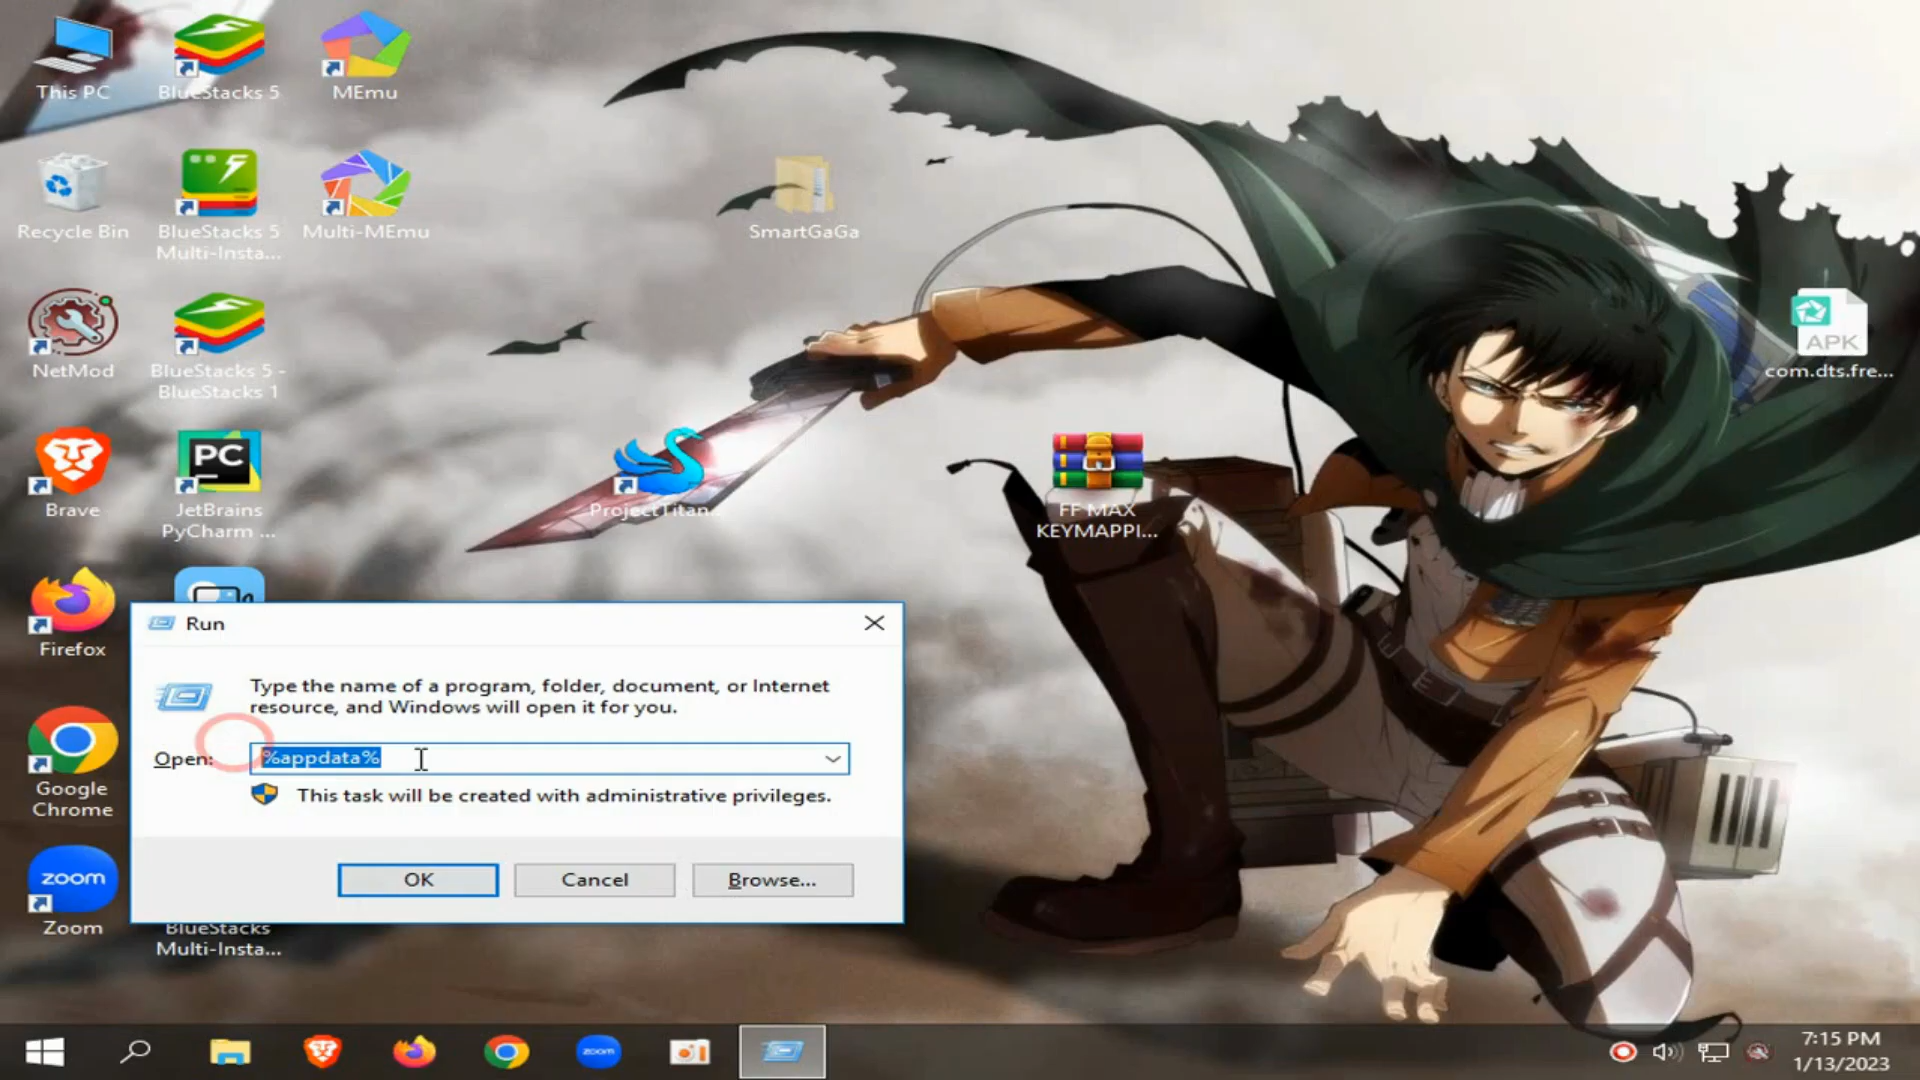 This PC
BlueStacks 5
MEmu
Recycle Bin
BlueStacks 5
Multi-Insta...
Multi-MEmu
SmartGaGa
NetMod
BlueStacks 5 -
BlueStacks 1
APK
com.dts.fre...
Brave
PC
JetBrains
PyCharm ...
ProjectTitan...
FF MAX
KEYMAPPI...
Firefox
Run
Type the name of a program, folder, document, or Internet
resource, and Windows will open it for you.
Open:
%appdata%
This task will be created with administrative privileges.
OK
Cancel
Browse...
Google
Chrome
zoom
Zoom
BlueStacks
Multi-Insta...
zoom
7:15 PM
1/13/2023